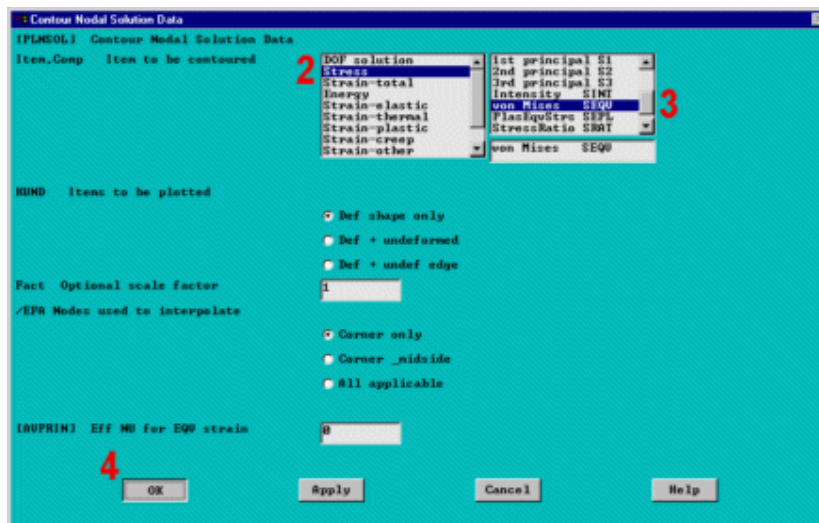 Contour Nodal Solution Data
[PLNSOL] Contour Nodal Solution Data
Item,Comp Item to be contoured
2
DOF solution
Stress
Strain-total
Energy
Strain-elastic
Strain-thermal
Strain-plastic
Strain-creep
Strain-other
1st principal S1
2nd principal S2
3rd principal S3
Intensity SINT
von Mises SEQV
PlasEqvStrs SEPL
StressRatio SRAT
3
von Mises SEQV
KUND Items to be plotted
Def shape only
Def + undeformed
Def + undef edge
Fact Optional scale factor
1
/EFA Nodes used to interpolate
Corner only
Corner _midside
All applicable
[AVPRIN] Eff NU for EQV strain
0
4
OK Apply Cancel Help